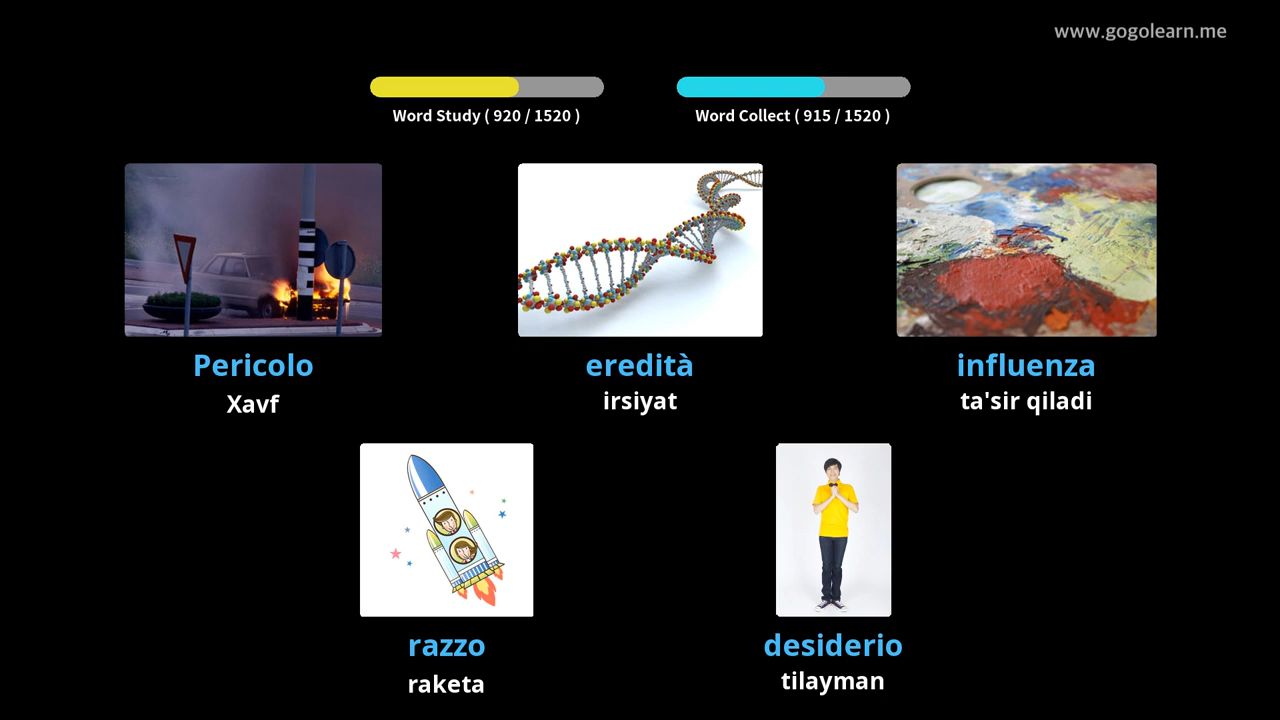 www.gogolearn.me
Word Study ( 920 / 1520 )
Word Collect ( 915 / 1520 )
Pericolo
Xavf
eredità
irsiyat
influenza
ta'sir qiladi
razzo
raketa
desiderio
tilayman